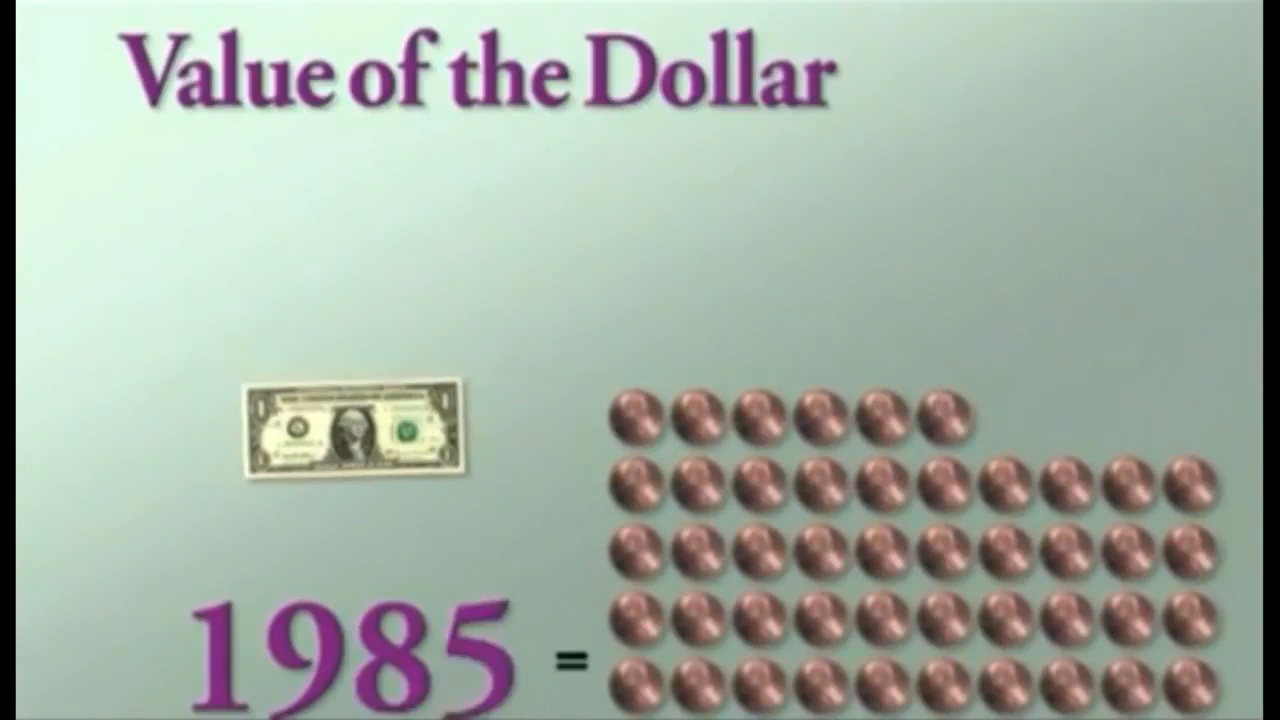 Value of the Dollar
1985 =